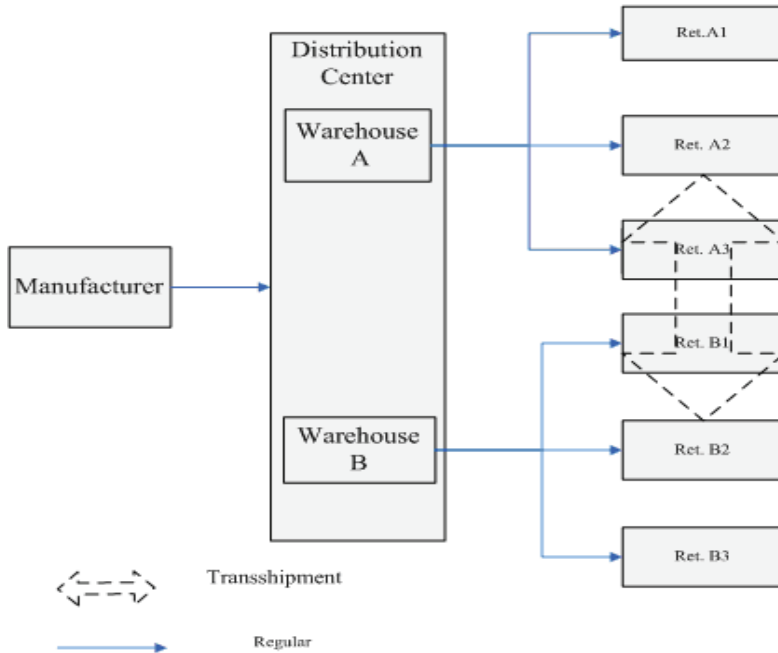 Distribution
Center
Warehouse
A
Manufacturer
Warehouse
B
Ret.A1
Ret. A2
Ret. A3
Ret. B1
Ret. B2
Ret. B3
Transshipment
Regular